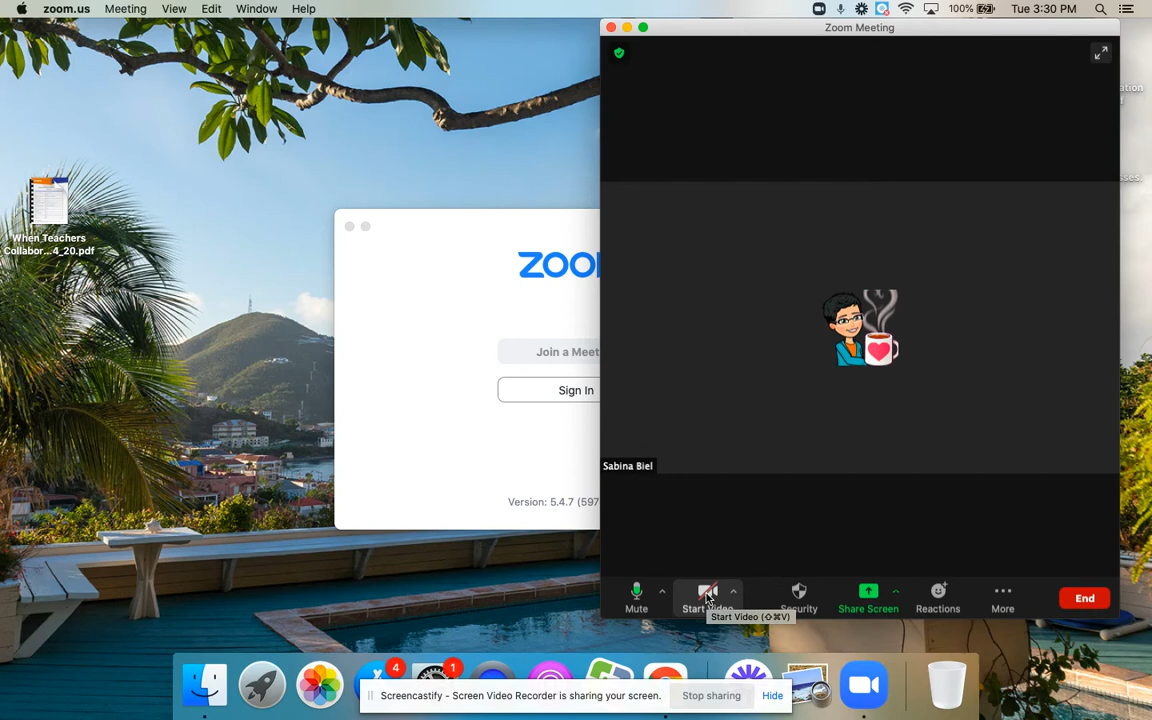 zoom.us Meeting View Edit Window Help 100% Tue 3:30 PM
Zoom Meeting
When Teachers
Collabor...4_20.pdf
ZOO
Join a Meet
Sign In
Version: 5.4.7 (597
Sabina Biel
Mute Start Video Security Share Screen Reactions More End
Start Video (⇧⌘V)
4 1
Screencastify - Screen Video Recorder is sharing your screen. Stop sharing Hide